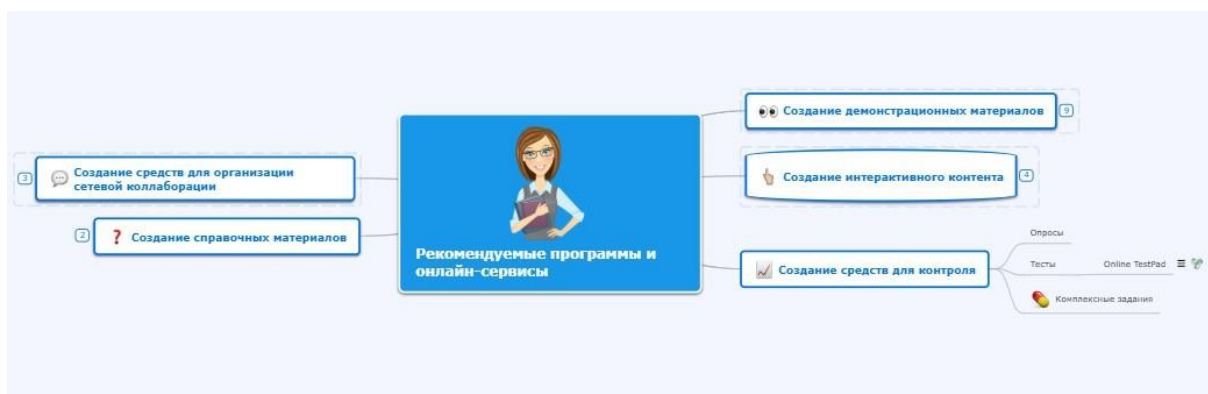 3
Создание средств для организации
сетевой коллаборации
2
? Создание справочных материалов
Рекомендуемые программы и
онлайн-сервисы
Создание демонстрационных материалов
9
Создание интерактивного контента
4
Создание средств для контроля
Опросы
Тесты
Online TestPad
Комплексные задания